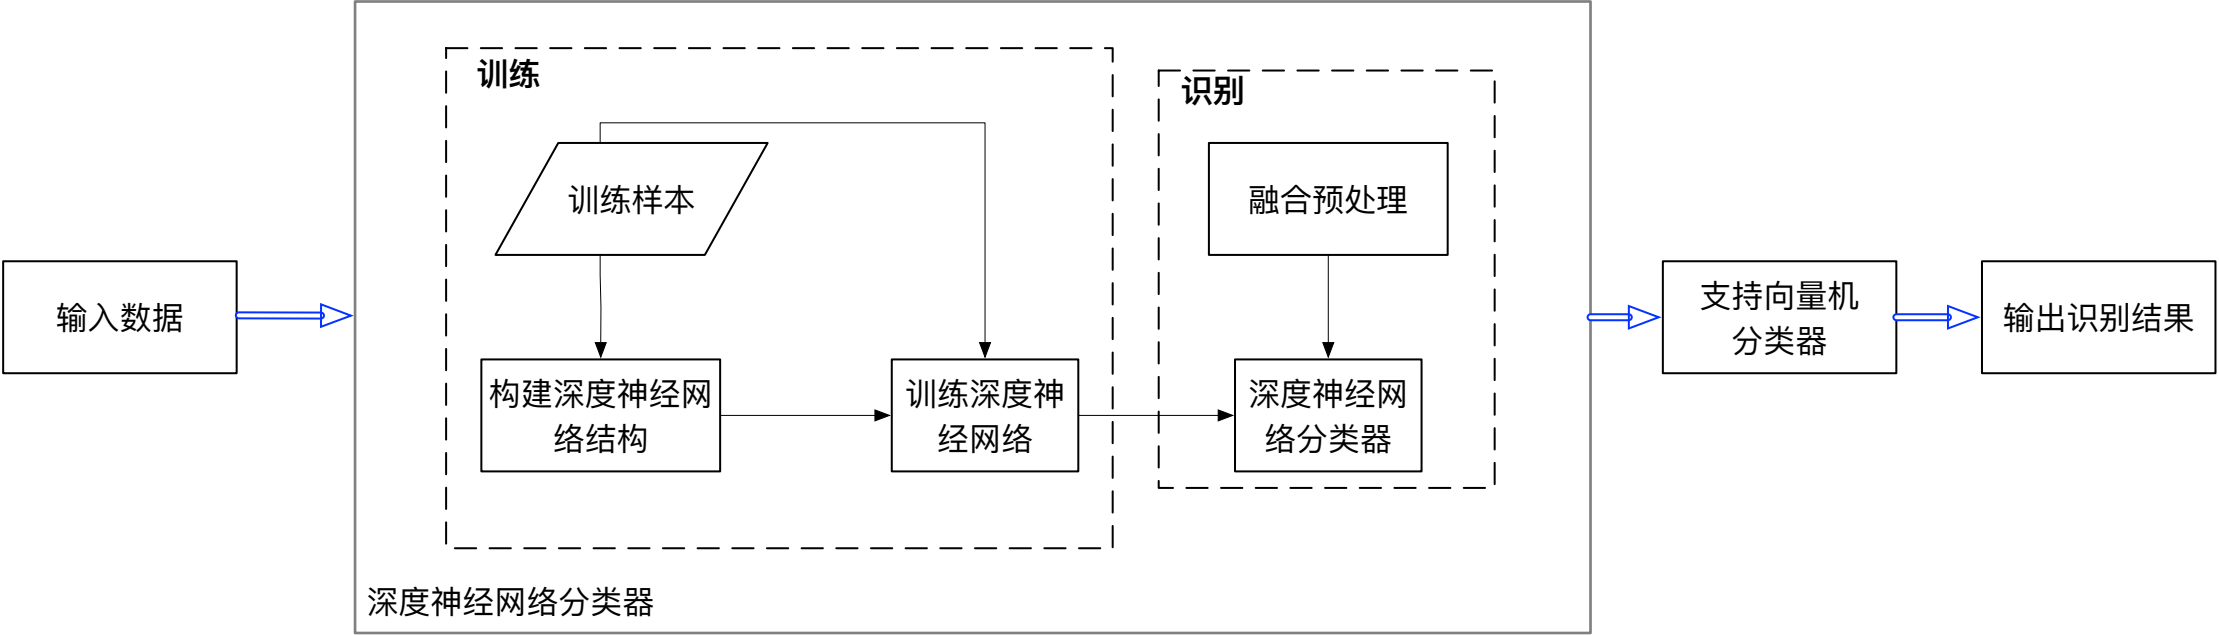 输入数据
训练
训练样本
构建深度神经网
络结构
训练深度神
经网络
识别
融合预处理
深度神经网
络分类器
深度神经网络分类器
支持向量机
分类器
输出识别结果